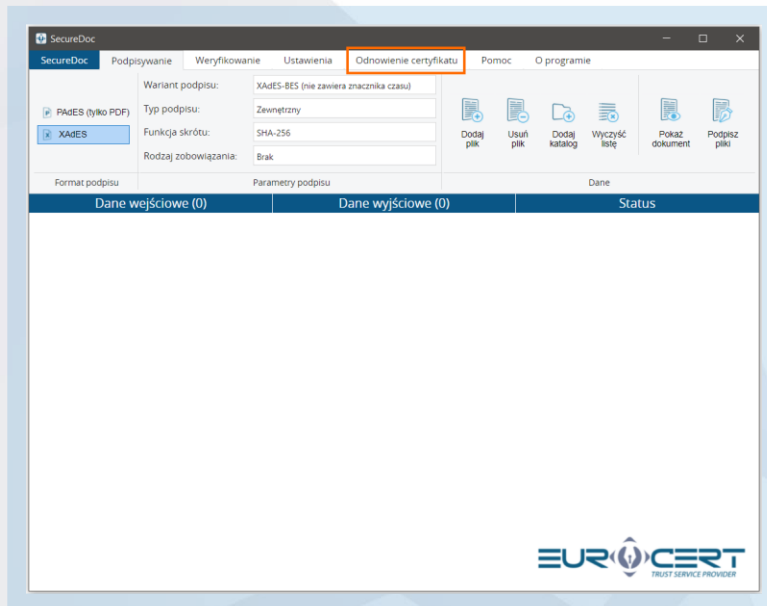 SecureDoc
SecureDoc Podpisywanie Weryfikowanie Ustawienia Odnowienie certyfikatu Pomoc O programie
PAdES (tylko PDF)
XAdES
Format podpisu
Wariant podpisu: XAdES-BES (nie zawiera znacznika czasu)
Typ podpisu: Zewnętrzny
Funkcja skrótu: SHA-256
Rodzaj zobowiązania: Brak
Parametry podpisu
Dodaj plik
Usuń plik
Dodaj katalog
Wyczyść listę
Pokaż dokument
Podpisz pliki
Dane
Dane wejściowe (0) Dane wyjściowe (0) Status
EUROCERT
TRUST SERVICE PROVIDER